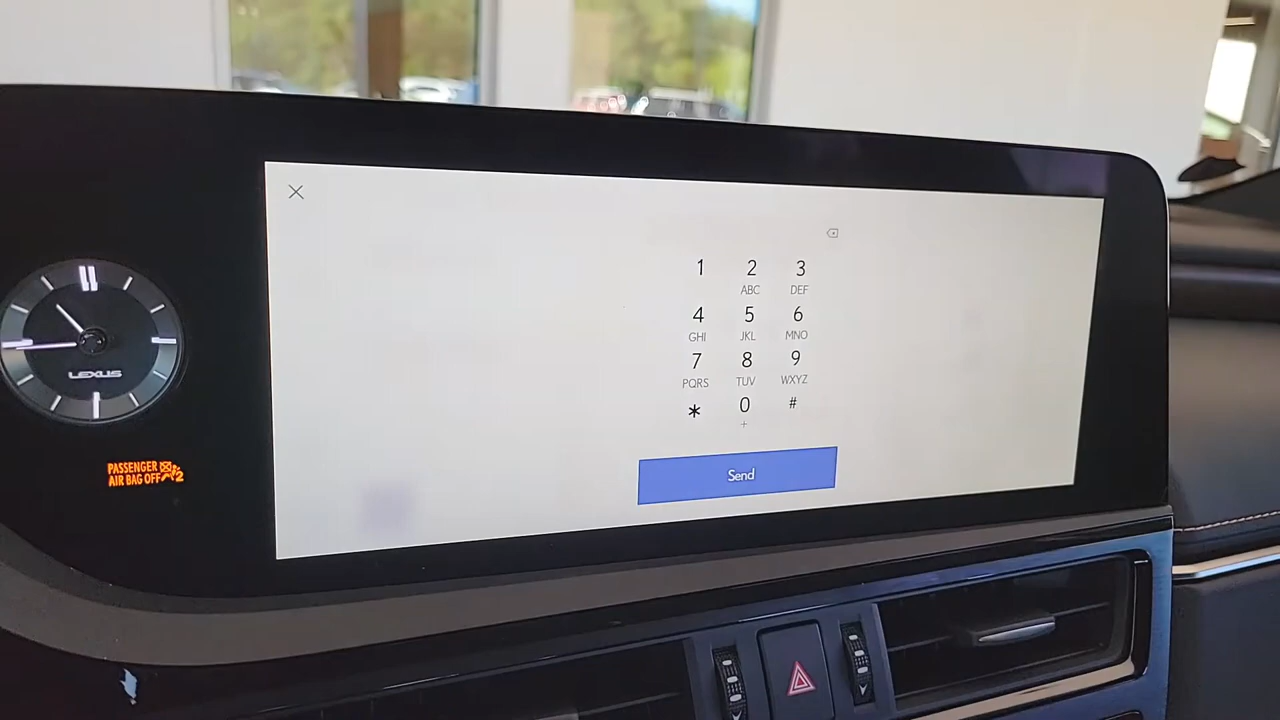 1 2 3
ABC DEF
4 5 6
GHI JKL MNO
7 8 9
PQRS TUV WXYZ
* 0 #
+
Send
LEXUS
PASSENGER
AIR BAG OFF 2